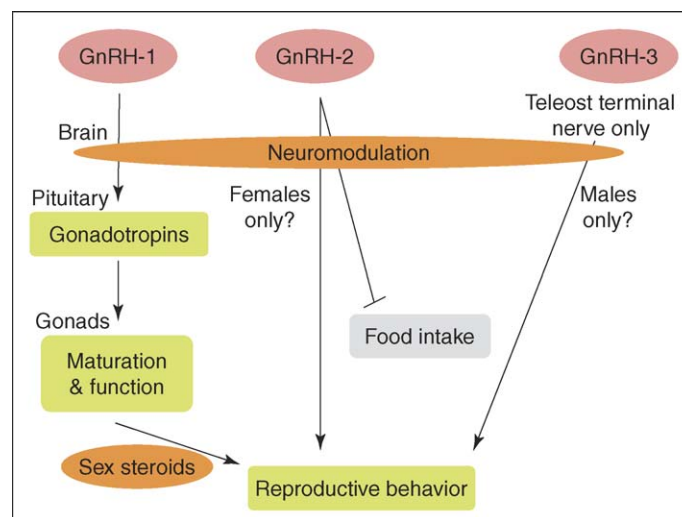 GnRH-1
GnRH-2
GnRH-3
Teleost terminal
nerve only
Brain
Neuromodulation
Pituitary
Females
only?
Males
only?
Gonadotropins
Gonads
Food intake
Maturation
& function
Sex steroids
Reproductive behavior